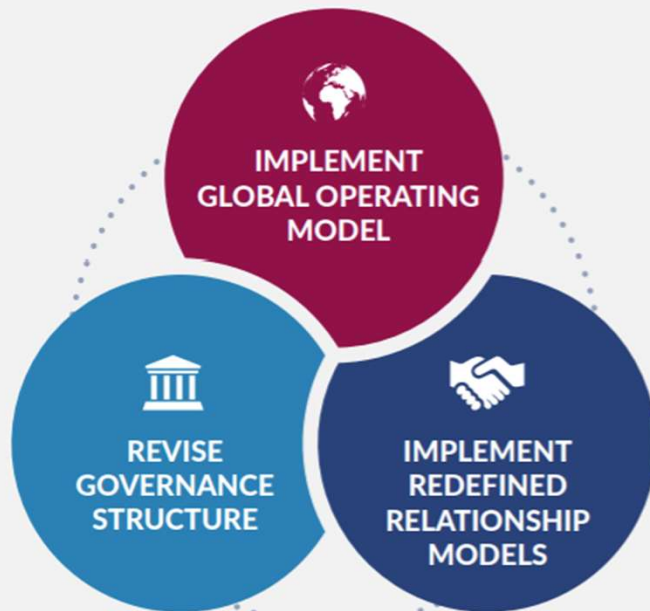 IMPLEMENT
GLOBAL OPERATING
MODEL
REVISE
GOVERNANCE
STRUCTURE
IMPLEMENT
REDEFINED
RELATIONSHIP
MODELS